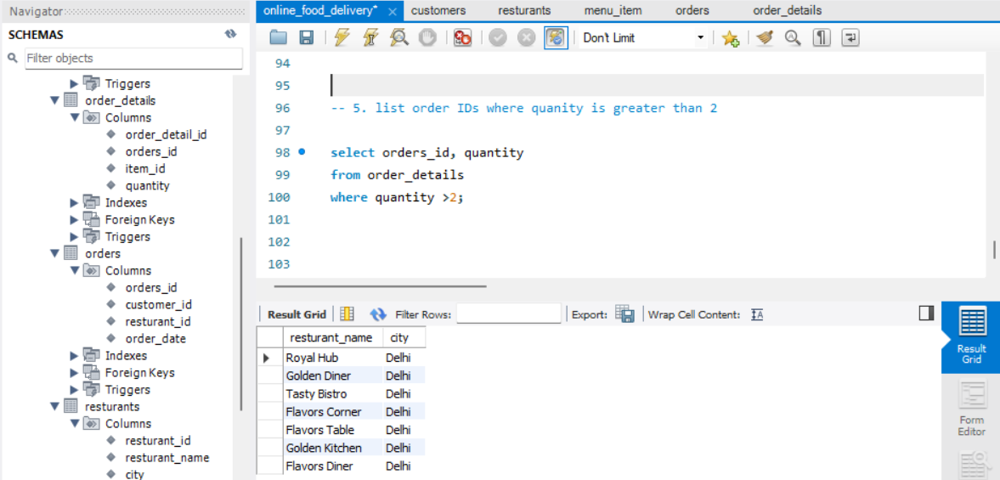 Navigator
SCHEMAS
Filter objects
Triggers
order_details
Columns
order_detail_id
orders_id
item_id
quantity
Indexes
Foreign Keys
Triggers
orders
Columns
orders_id
customer_id
resturant_id
order_date
Indexes
Foreign Keys
Triggers
resturants
Columns
resturant_id
resturant_name
city
online_food_delivery* customers resturants menu_item orders order_details
Don't Limit
94
95
96 -- 5. list order IDs where quanity is greater than 2
97
98 select orders_id, quantity
99 from order_details
100 where quantity >2;
101
102
103
Result Grid Filter Rows: Export: Wrap Cell Content: IA
resturant_name city
Royal Hub Delhi
Golden Diner Delhi
Tasty Bistro Delhi
Flavors Corner Delhi
Flavors Table Delhi
Golden Kitchen Delhi
Flavors Diner Delhi
Result
Grid
Form
Editor